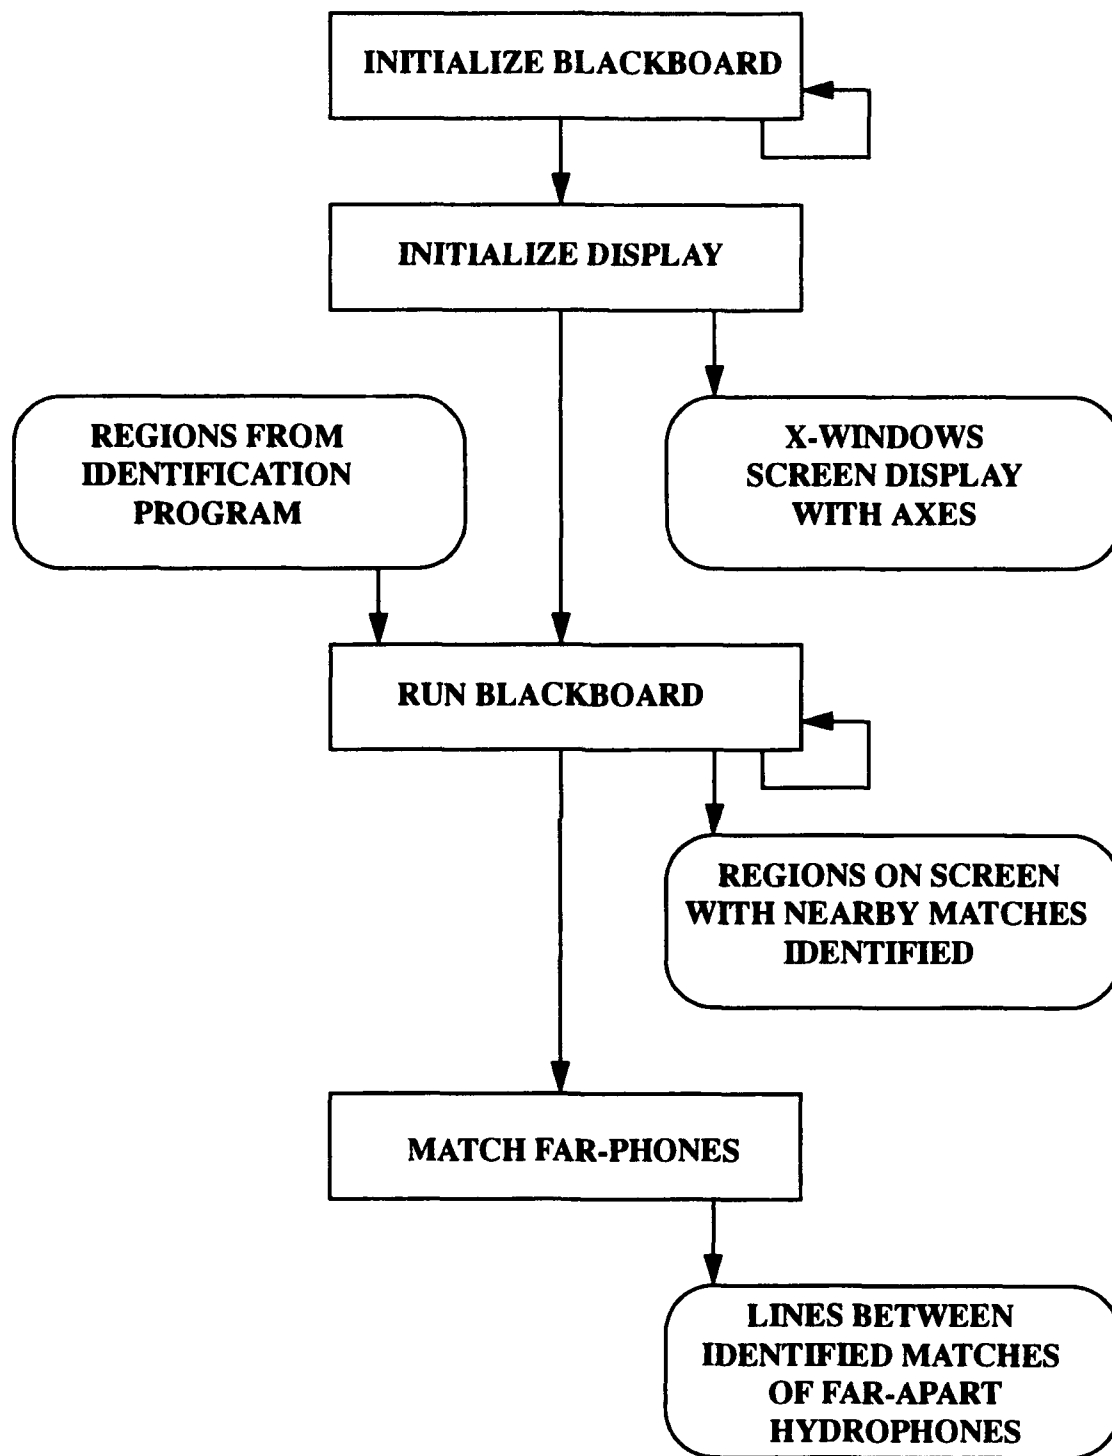 INITIALIZE BLACKBOARD
INITIALIZE DISPLAY
REGIONS FROM
IDENTIFICATION
PROGRAM
X-WINDOWS
SCREEN DISPLAY
WITH AXES
RUN BLACKBOARD
REGIONS ON SCREEN
WITH NEARBY MATCHES
IDENTIFIED
MATCH FAR-PHONES
LINES BETWEEN
IDENTIFIED MATCHES
OF FAR-APART
HYDROPHONES